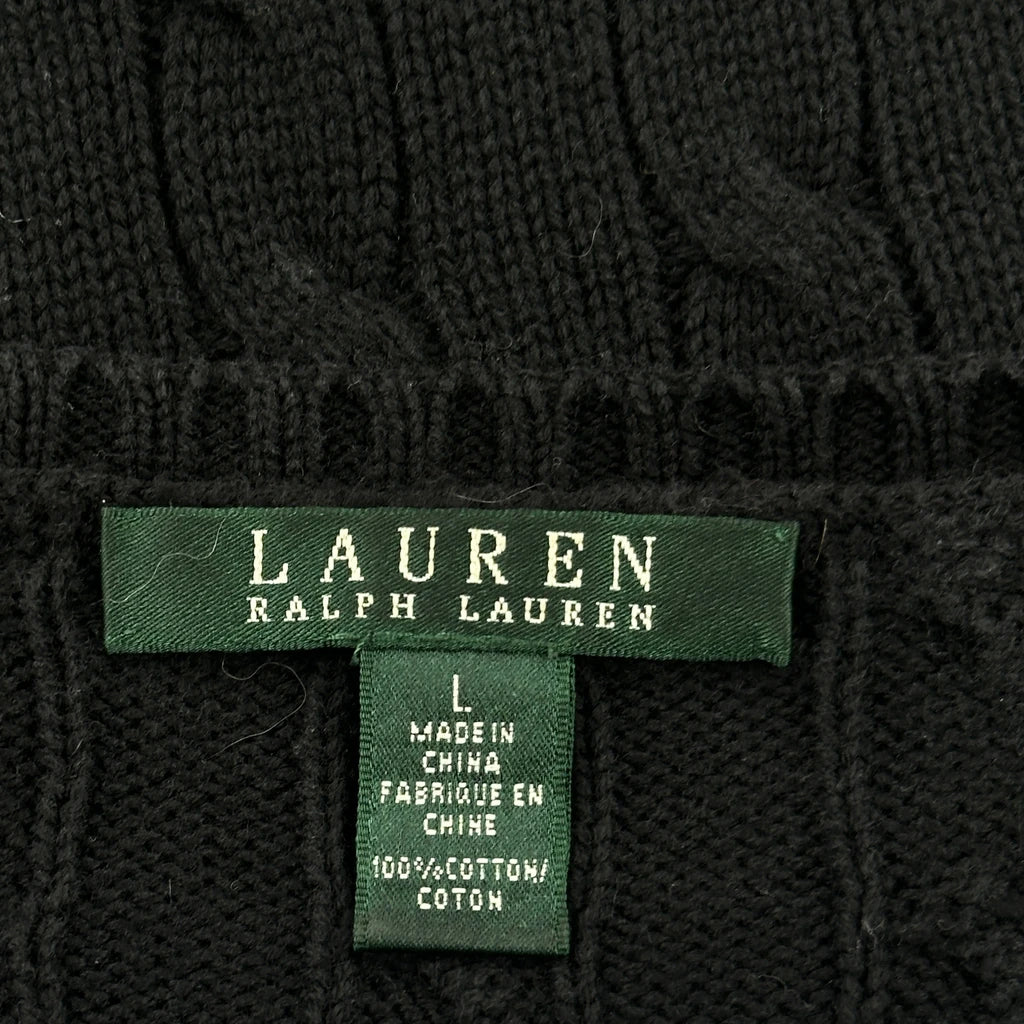 LAUREN
RALPH LAUREN
L
MADE IN
CHINA
FABRIQUE EN
CHINE
100%COTTON/
COTON